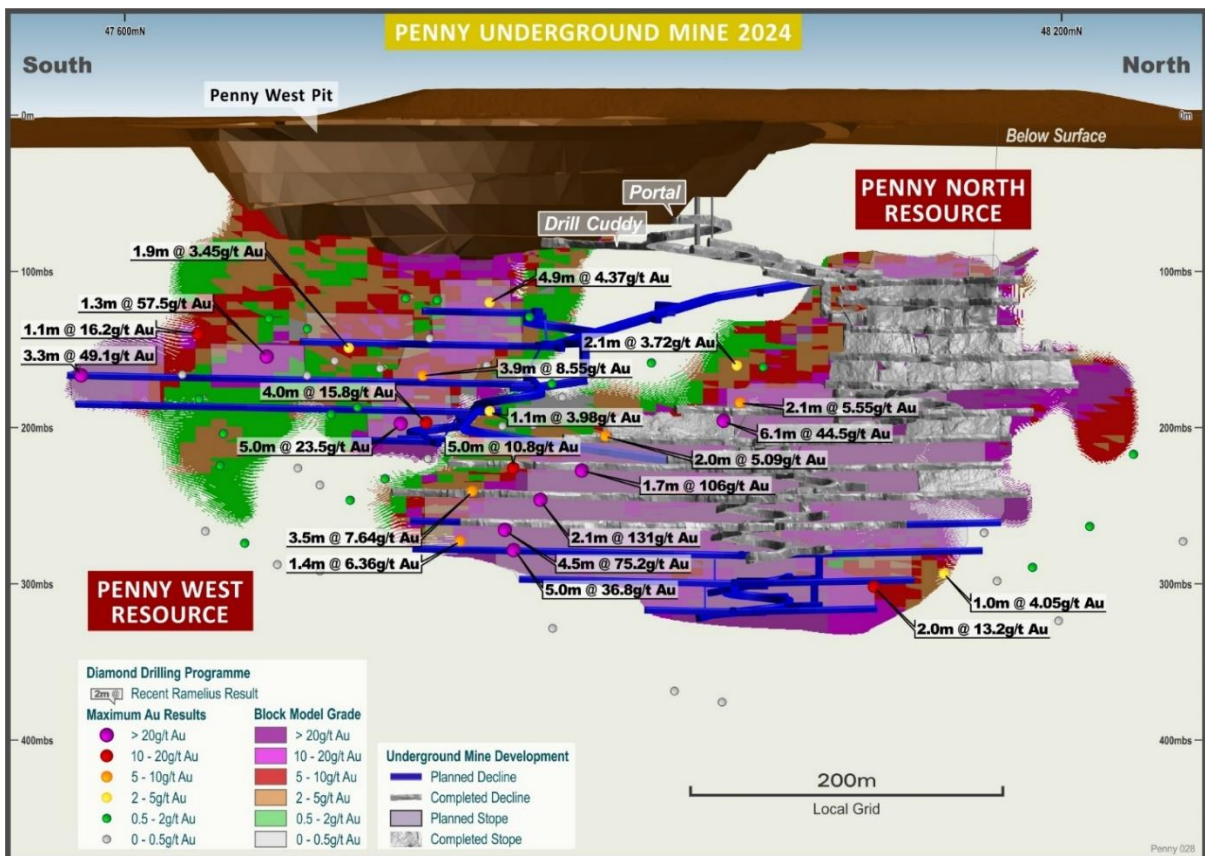 PENNY UNDERGROUND MINE 2024
47 600mN
48 200mN
South
North
Penny West Pit
0m
0m
Below Surface
PENNY NORTH
RESOURCE
Portal
Drill Cuddy
1.9m @ 3.45g/t Au
4.9m @ 4.37g/t Au
100mbs
100mbs
1.3m @ 57.5g/t Au
1.1m @ 16.2g/t Au
2.1m @ 3.72g/t Au
3.3m @ 49.1g/t Au
3.9m @ 8.55g/t Au
4.0m @ 15.8g/t Au
2.1m @ 5.55g/t Au
1.1m @ 3.98g/t Au
6.1m @ 44.5g/t Au
200mbs
200mbs
5.0m @ 23.5g/t Au
5.0m @ 10.8g/t Au
2.0m @ 5.09g/t Au
1.7m @ 106g/t Au
3.5m @ 7.64g/t Au
2.1m @ 131g/t Au
1.4m @ 6.36g/t Au
4.5m @ 75.2g/t Au
300mbs
300mbs
5.0m @ 36.8g/t Au
1.0m @ 4.05g/t Au
2.0m @ 13.2g/t Au
PENNY WEST
RESOURCE
Diamond Drilling Programme
2m @ Recent Ramelius Result
Maximum Au Results
> 20g/t Au
10 - 20g/t Au
5 - 10g/t Au
2 - 5g/t Au
0.5 - 2g/t Au
0 - 0.5g/t Au
Block Model Grade
> 20g/t Au
10 - 20g/t Au
5 - 10g/t Au
2 - 5g/t Au
0.5 - 2g/t Au
0 - 0.5g/t Au
Underground Mine Development
Planned Decline
Completed Decline
Planned Stope
Completed Stope
400mbs
400mbs
200m
Local Grid
Penny 028